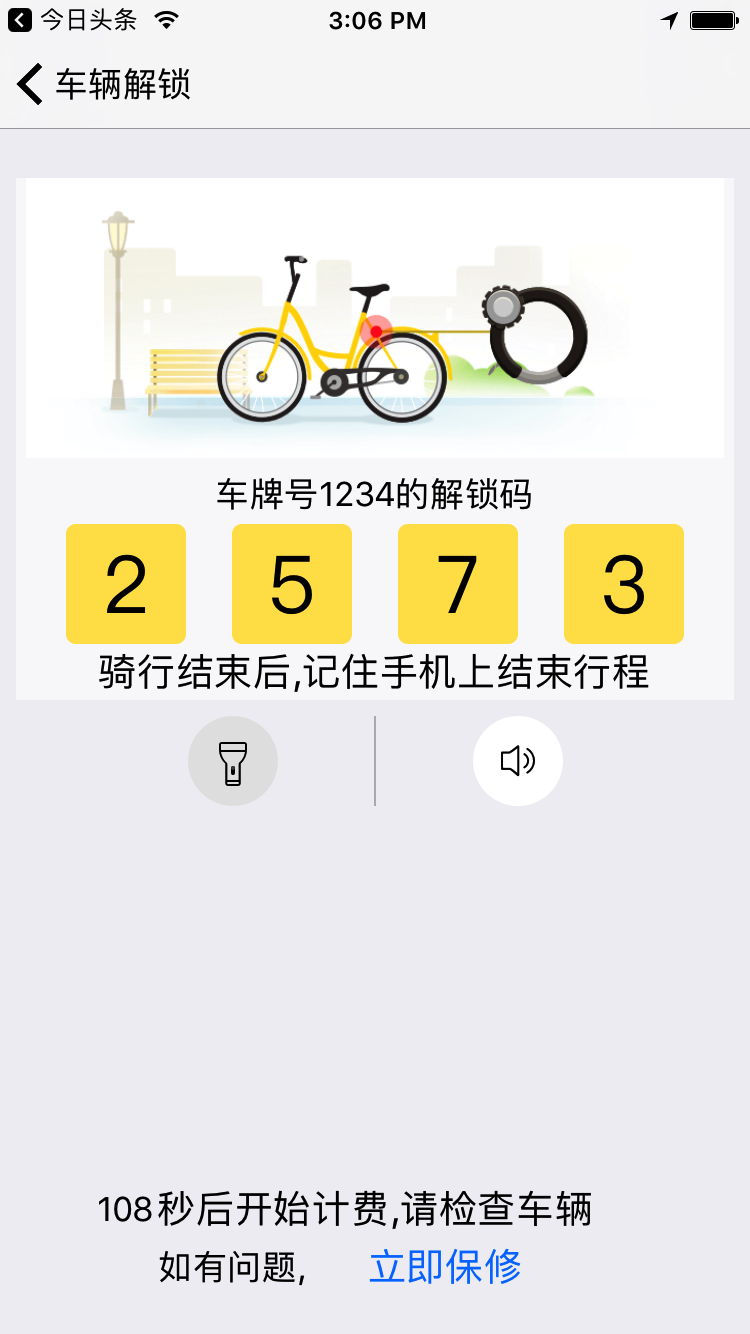 今日头条 3:06 PM
车辆解锁
车牌号1234的解锁码
2 5 7 3
骑行结束后,记住手机上结束行程
108秒后开始计费,请检查车辆
如有问题, 立即保修